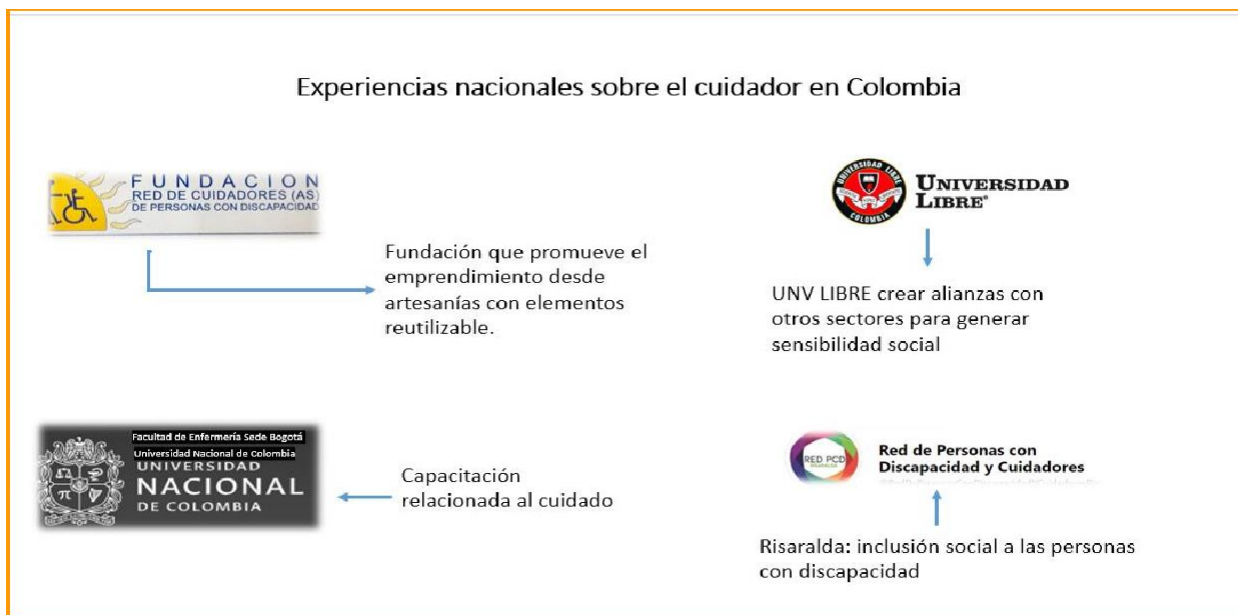 Experiencias nacionales sobre el cuidador en Colombia
FUNDACION
RED DE CUIDADORES (AS)
DE PERSONAS CON DISCAPACIDAD
Fundación que promueve el
emprendimiento desde
artesanías con elementos
reutilizable.
UNIVERSIDAD LIBRE
COLOMBIA
UNIVERSIDAD
LIBRE®
UNV LIBRE crear alianzas con
otros sectores para generar
sensibilidad social
Facultad de Enfermería Sede Bogotá
Universidad Nacional de Colombia
UNIVERSIDAD
NACIONAL
DE COLOMBIA
Capacitación
relacionada al cuidado
RED PCD
Red de Personas con
Discapacidad y Cuidadores
Risaralda: inclusión social a las personas
con discapacidad